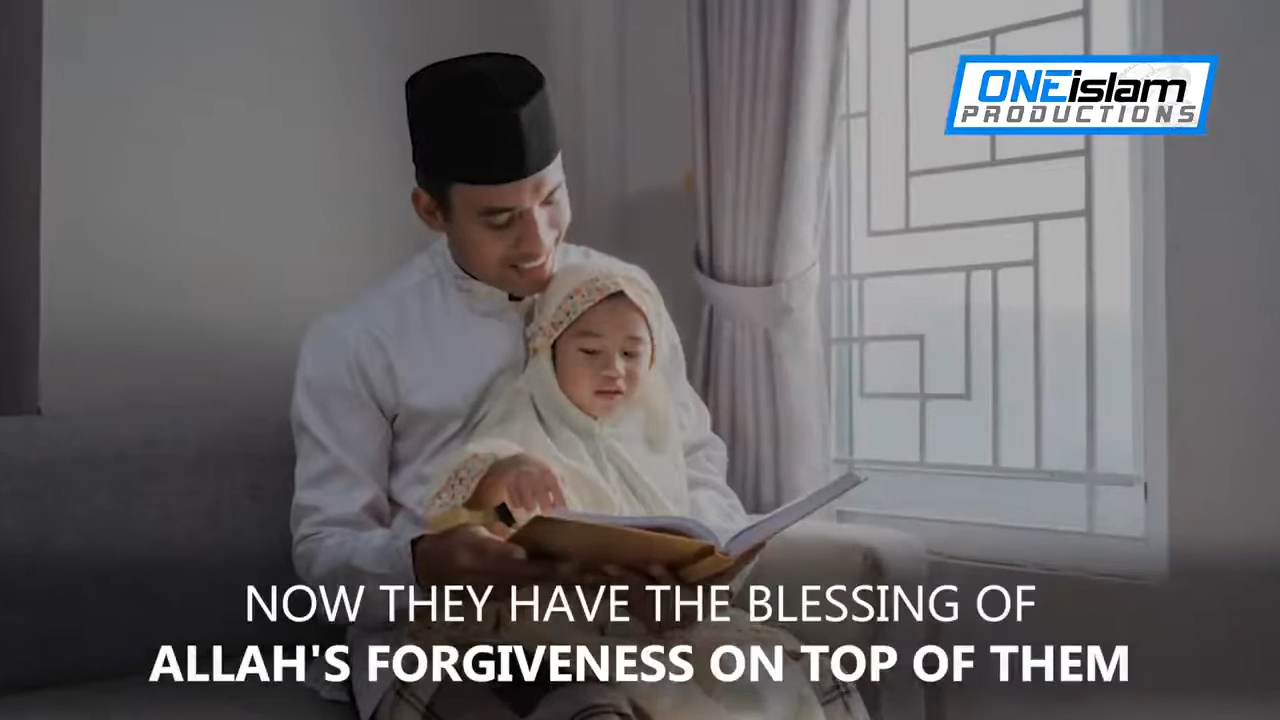 ONEislam
PRODUCTIONS
NOW THEY HAVE THE BLESSING OF
ALLAH'S FORGIVENESS ON TOP OF THEM